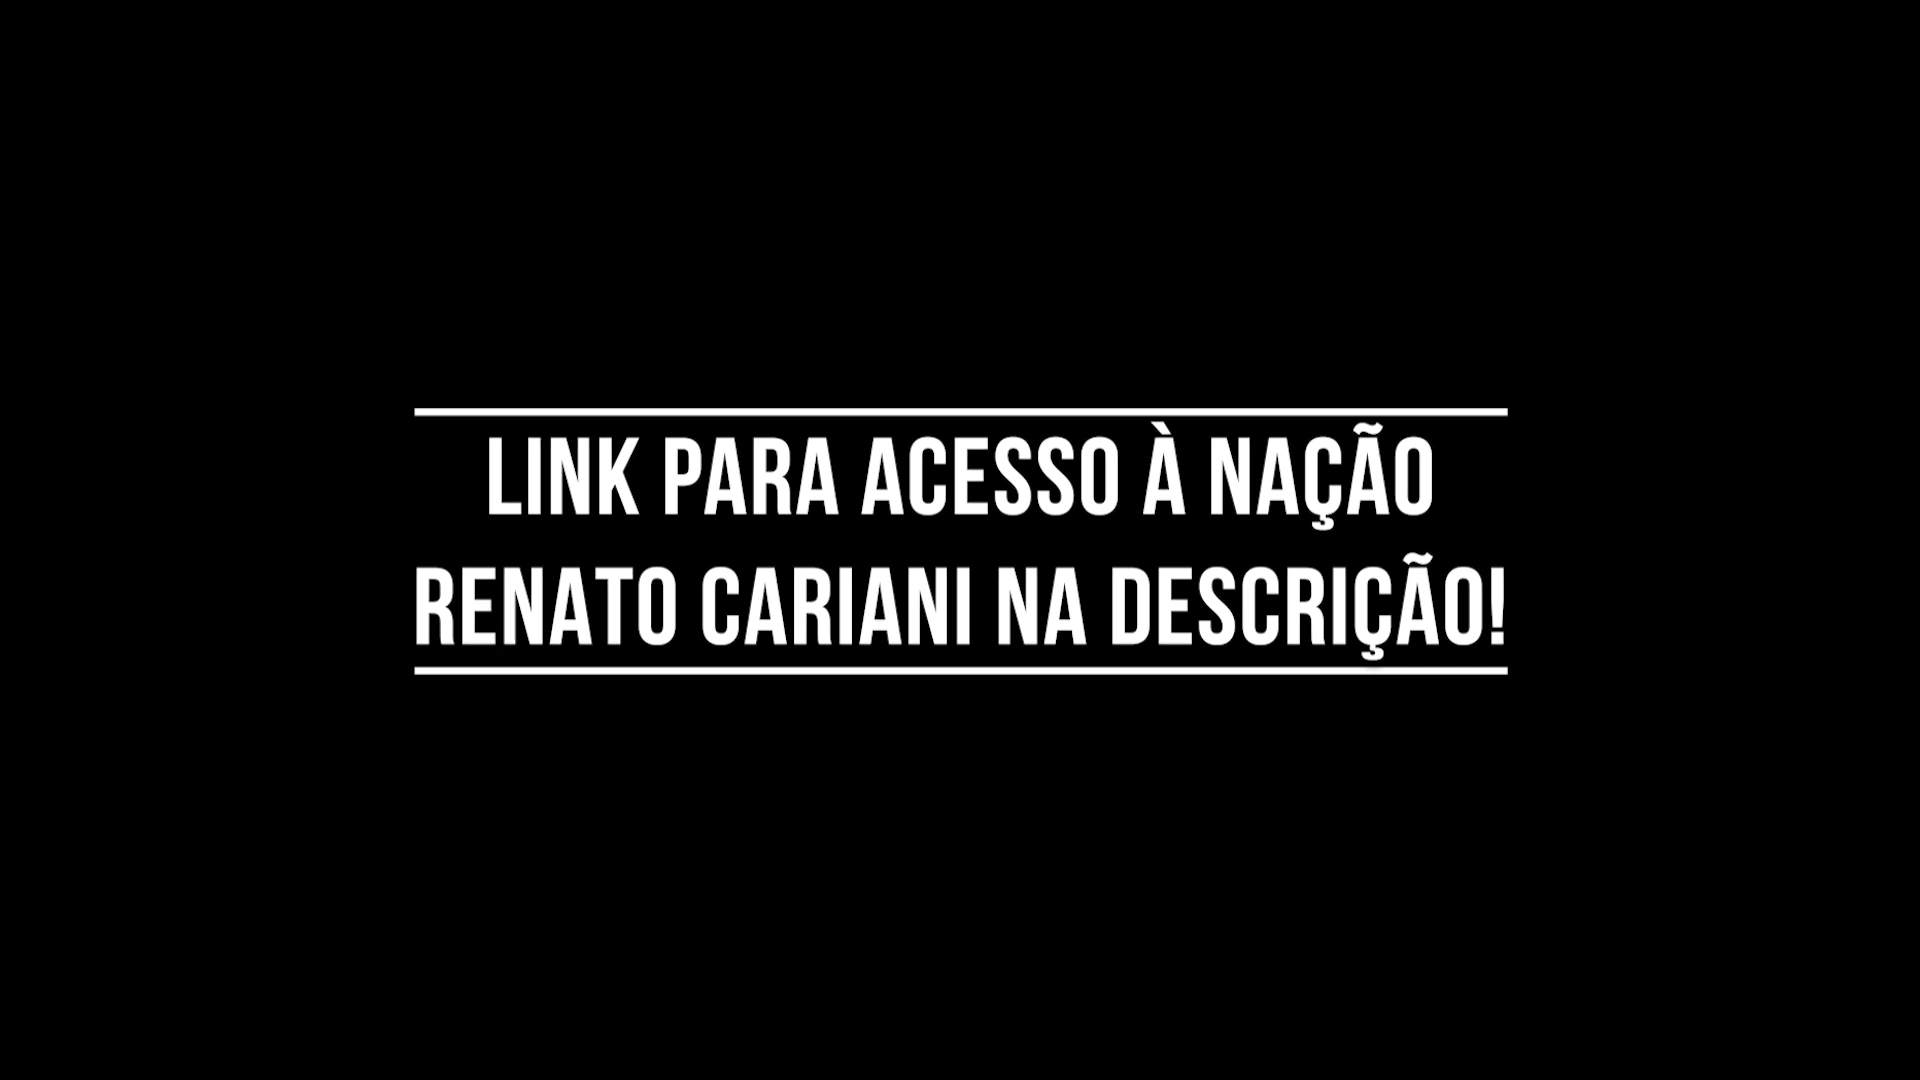 LINK PARA ACESSO À NAÇÃO
RENATO CARIANI NA DESCRIÇÃO!